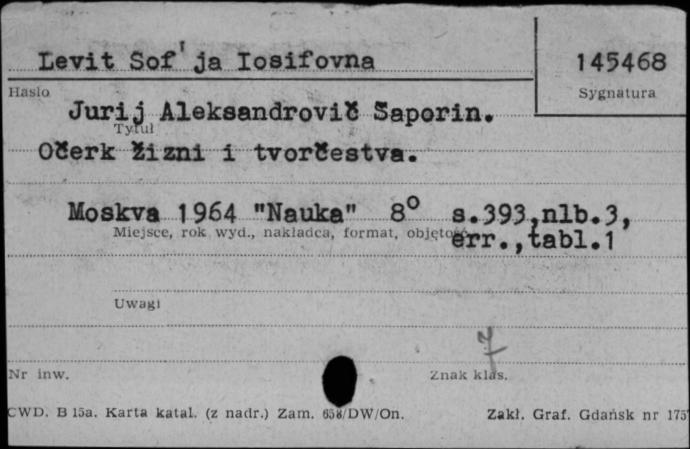 Levit Sof'ja Iosifovna
145468
Hasło
Sygnatura
Jurij Aleksandrovič Šaporin.
Tytuł
Očerk žizni i tvorčestva.
Moskva 1964 "Nauka" 8° s.393,nlb.3,
Miejsce, rok wyd., nakładca, format, objętość
err.,tabl.1
Uwagi
7
Nr inw.
Znak klas.
CWD. B 15a. Karta katal. (z nadr.) Zam. 658/DW/On.
Zakł. Graf. Gdańsk nr 175